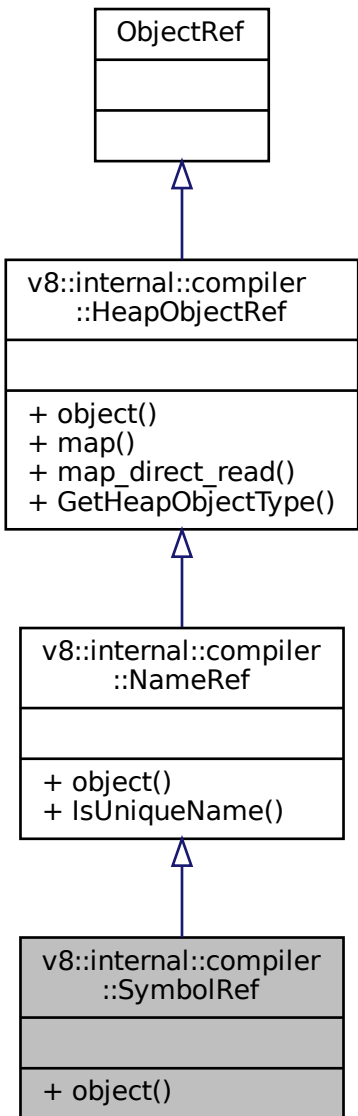 ObjectRef
v8::internal::compiler
::HeapObjectRef
+ object()
+ map()
+ map_direct_read()
+ GetHeapObjectType()
v8::internal::compiler
::NameRef
+ object()
+ IsUniqueName()
v8::internal::compiler
::SymbolRef
+ object()